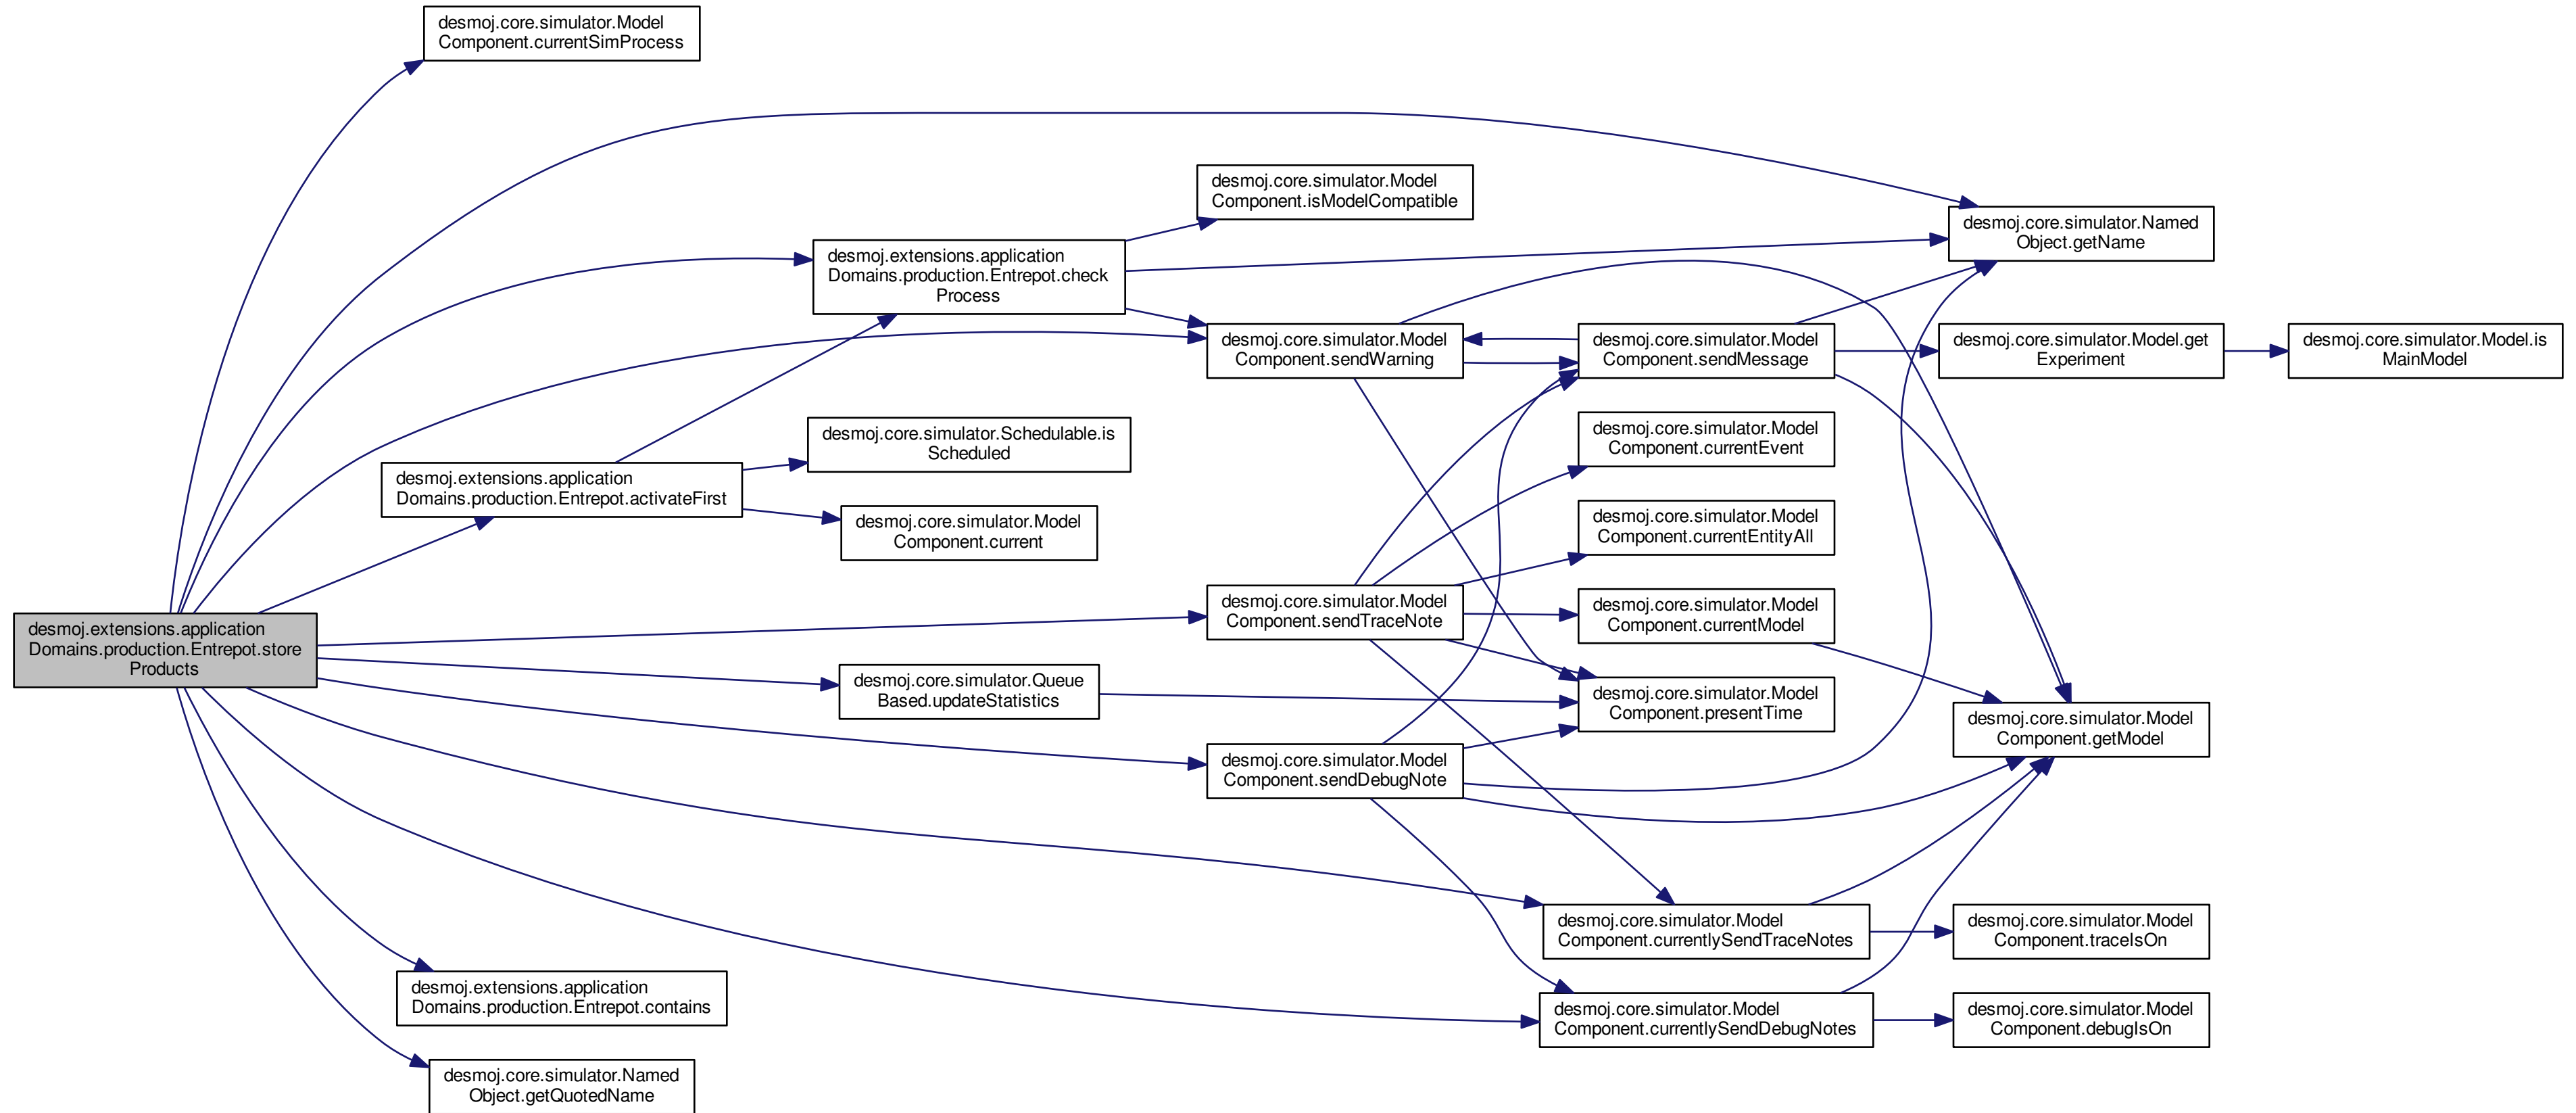 desmoj.core.simulator.Model
Component.currentSimProcess
desmoj.core.simulator.Model
Component.isModelCompatible
desmoj.core.simulator.Named
Object.getName
desmoj.extensions.application
Domains.production.Entrepot.check
Process
desmoj.core.simulator.Model
Component.sendWarning
desmoj.core.simulator.Model
Component.sendMessage
desmoj.core.simulator.Model.get
Experiment
desmoj.core.simulator.Model.is
MainModel
desmoj.core.simulator.Schedulable.is
Scheduled
desmoj.core.simulator.Model
Component.currentEvent
desmoj.extensions.application
Domains.production.Entrepot.activateFirst
desmoj.core.simulator.Model
Component.current
desmoj.core.simulator.Model
Component.currentEntityAll
desmoj.core.simulator.Model
Component.sendTraceNote
desmoj.core.simulator.Model
Component.currentModel
desmoj.extensions.application
Domains.production.Entrepot.store
Products
desmoj.core.simulator.Queue
Based.updateStatistics
desmoj.core.simulator.Model
Component.presentTime
desmoj.core.simulator.Model
Component.getModel
desmoj.core.simulator.Model
Component.sendDebugNote
desmoj.core.simulator.Model
Component.currentlySendTraceNotes
desmoj.core.simulator.Model
Component.traceIsOn
desmoj.extensions.application
Domains.production.Entrepot.contains
desmoj.core.simulator.Model
Component.currentlySendDebugNotes
desmoj.core.simulator.Model
Component.debugIsOn
desmoj.core.simulator.Named
Object.getQuotedName